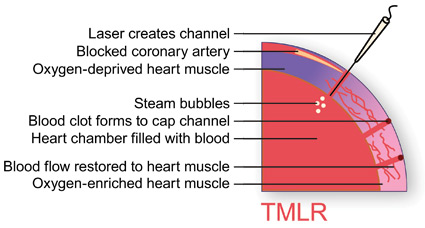 Laser creates channel
Blocked coronary artery
Oxygen-deprived heart muscle
Steam bubbles
Blood clot forms to cap channel
Heart chamber filled with blood
Blood flow restored to heart muscle
Oxygen-enriched heart muscle
TMLR